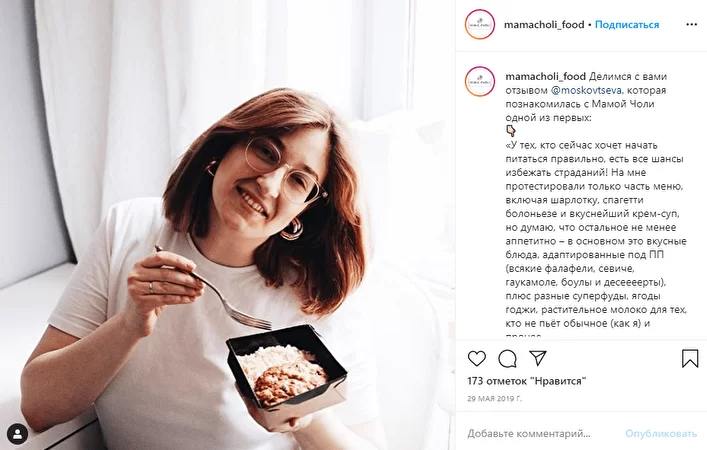 mamacholi_food • Подписаться
mamacholi_food Делимся с вами
отзывом @moskovtseva, которая
познакомилась с Мамой Чоли
одной из первых:
«У тех, кто сейчас хочет начать
питаться правильно, есть все шансы
избежать страданий! На мне
протестировали только часть меню,
включая шарлотку, спагетти
болоньезе и вкуснейший крем-суп,
но думаю, что остальное не менее
аппетитно – в основном это вкусные
блюда, адаптированные под ПП
(всякие фалафели, севиче,
гаукамоле, боулы и десеееерты),
плюс разные суперфуды, ягоды
годжи, растительное молоко для тех,
кто не пьёт обычное (как я) и
173 отметок "Нравится"
29 МАЯ 2019 Г.
Добавьте комментарий...
Опубликовать